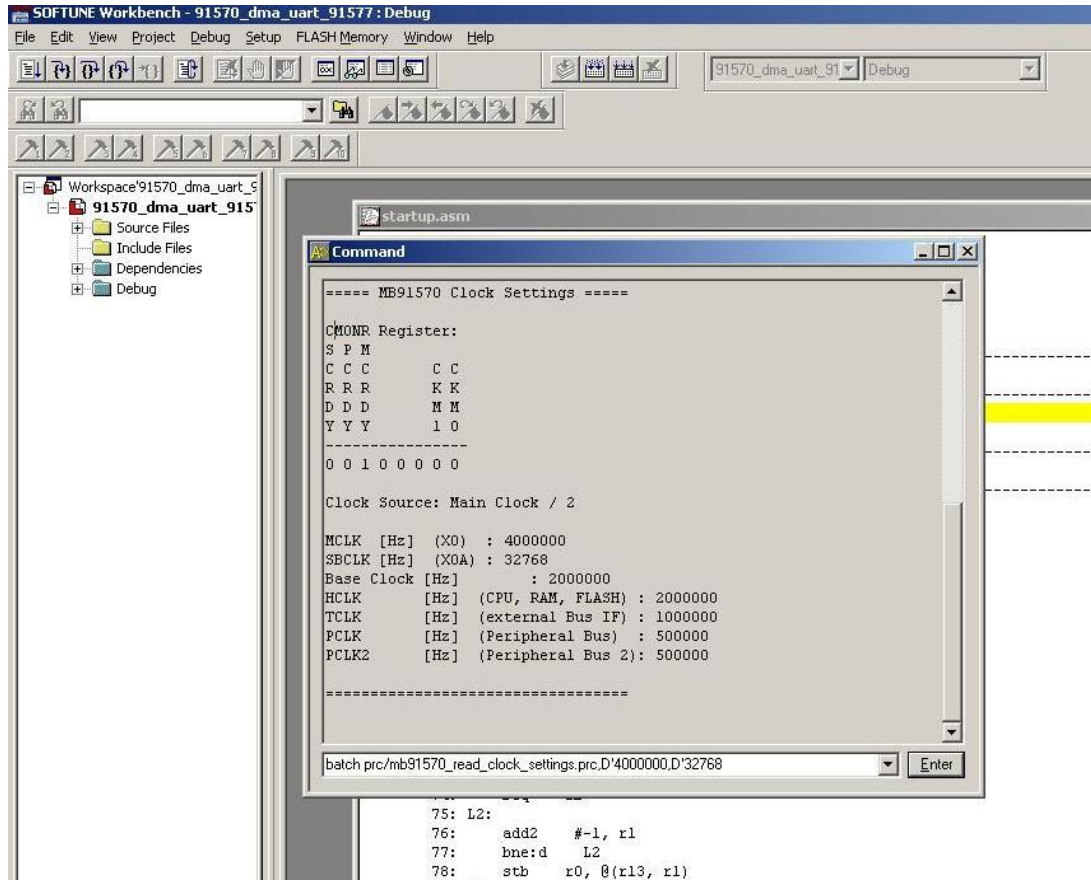 SOFTUNE Workbench - 91570_dma_uart_91577 : Debug
File Edit View Project Debug Setup FLASH Memory Window Help
91570_dma_uart_91 Debug
Workspace'91570_dma_uart_9
91570_dma_uart_915
Source Files
Include Files
Dependencies
Debug
startup.asm
Command
===== MB91570 Clock Settings =====
CMONR Register:
S P M
C C C C C
R R R K K
D D D M M
Y Y Y 1 0
----------------
0 0 1 0 0 0 0 0
Clock Source: Main Clock / 2
MCLK [Hz] (X0) : 4000000
SBCLK [Hz] (X0A) : 32768
Base Clock [Hz] : 2000000
HCLK [Hz] (CPU, RAM, FLASH) : 2000000
TCLK [Hz] (external Bus IF) : 1000000
PCLK [Hz] (Peripheral Bus) : 500000
PCLK2 [Hz] (Peripheral Bus 2): 500000
==================================
batch prc/mb91570_read_clock_settings.prc,D'4000000,D'32768 Enter
75: L2:
76: add2 #-1, r1
77: bne:d L2
78: stb r0, @(r13, r1)